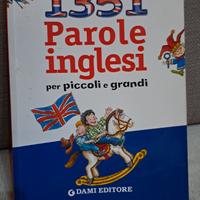 1351
Parole
inglesi
per piccoli e grandi
DAMI EDITORE